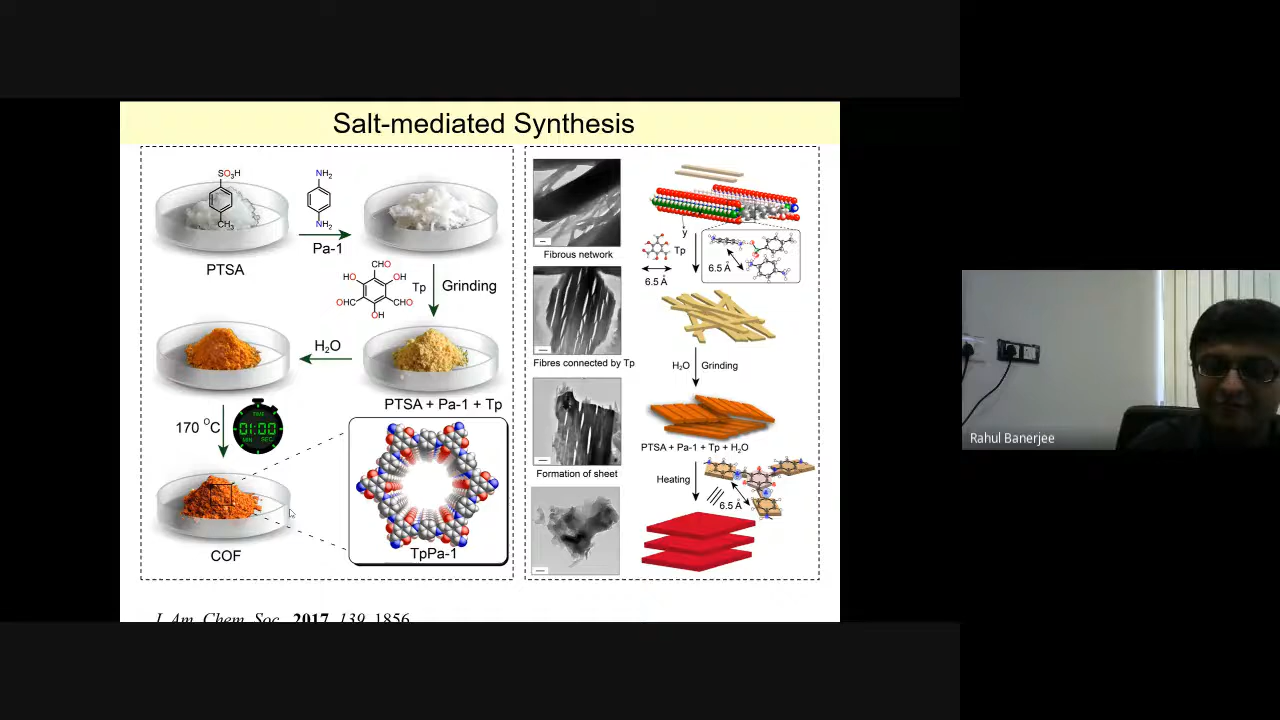 Salt-mediated Synthesis
SO₃H
CH₃
PTSA
NH₂
NH₂
Pa-1
CHO
HO
OH
OHC
CHO
OH
Tp
Grinding
H₂O
PTSA + Pa-1 + Tp
170 °C
TIME
01:00
MIN
SEC
COF
TpPa-1
Fibrous network
Fibres connected by Tp
Formation of sheet
y
Tp
6.5 Å
6.5 Å
H₂O
Grinding
PTSA + Pa-1 + Tp + H₂O
Heating
6.5 Å
J. Am. Chem. Soc. 2017, 139, 1856
Rahul Banerjee